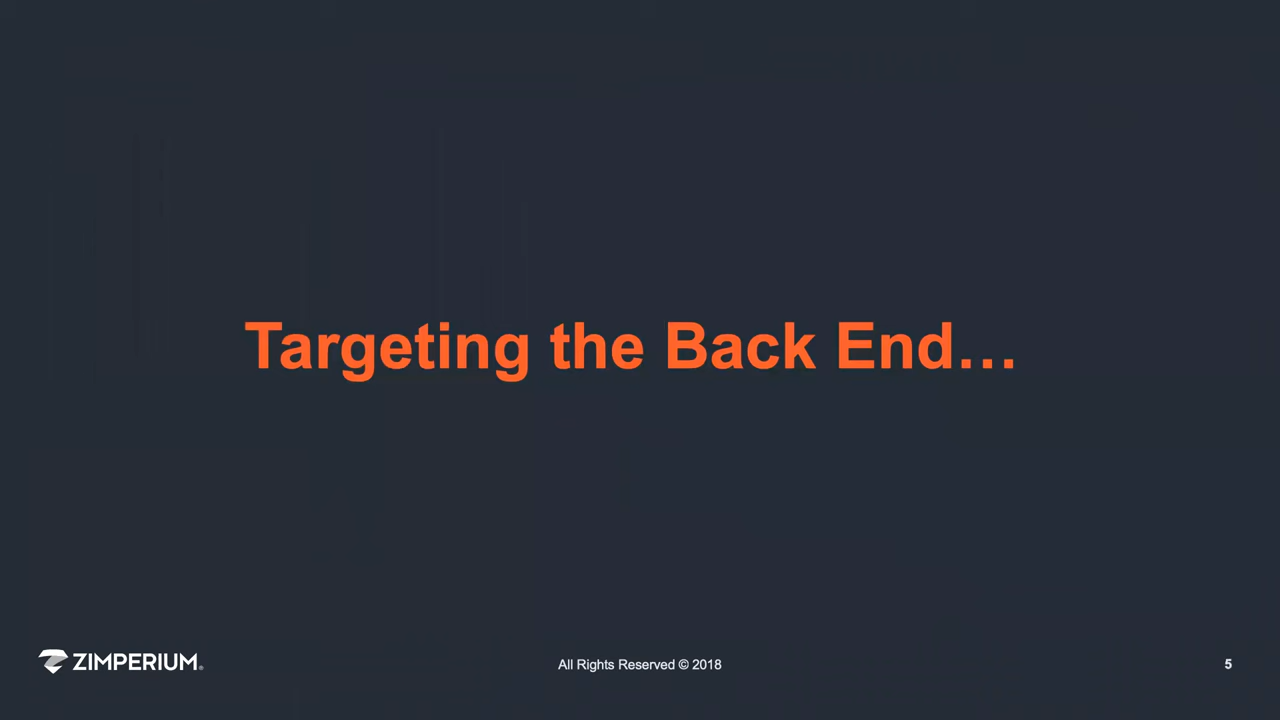 Targeting the Back End…
ZIMPERIUM®
All Rights Reserved © 2018
5